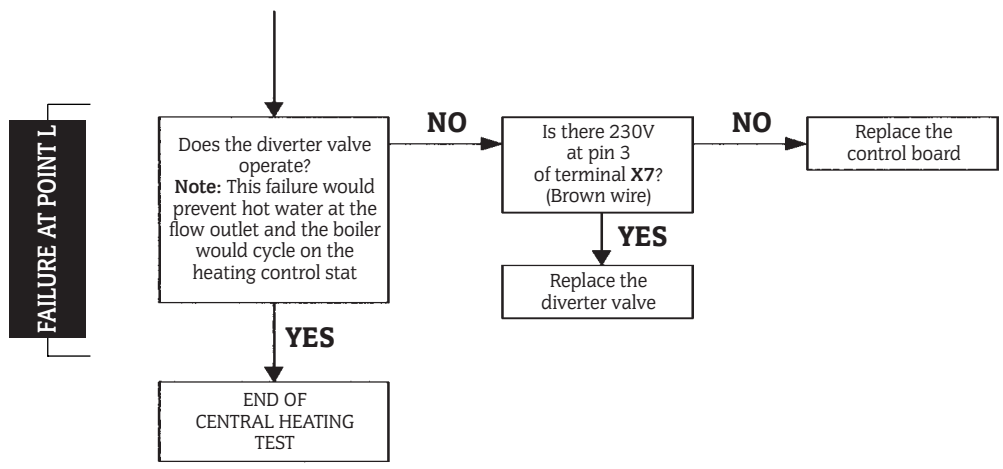 FAILURE AT POINT L
Does the diverter valve
operate?
Note: This failure would
prevent hot water at the
flow outlet and the boiler
would cycle on the
heating control stat
NO
Is there 230V
at pin 3
of terminal X7?
(Brown wire)
NO
Replace the
control board
YES
Replace the
diverter valve
YES
END OF
CENTRAL HEATING
TEST